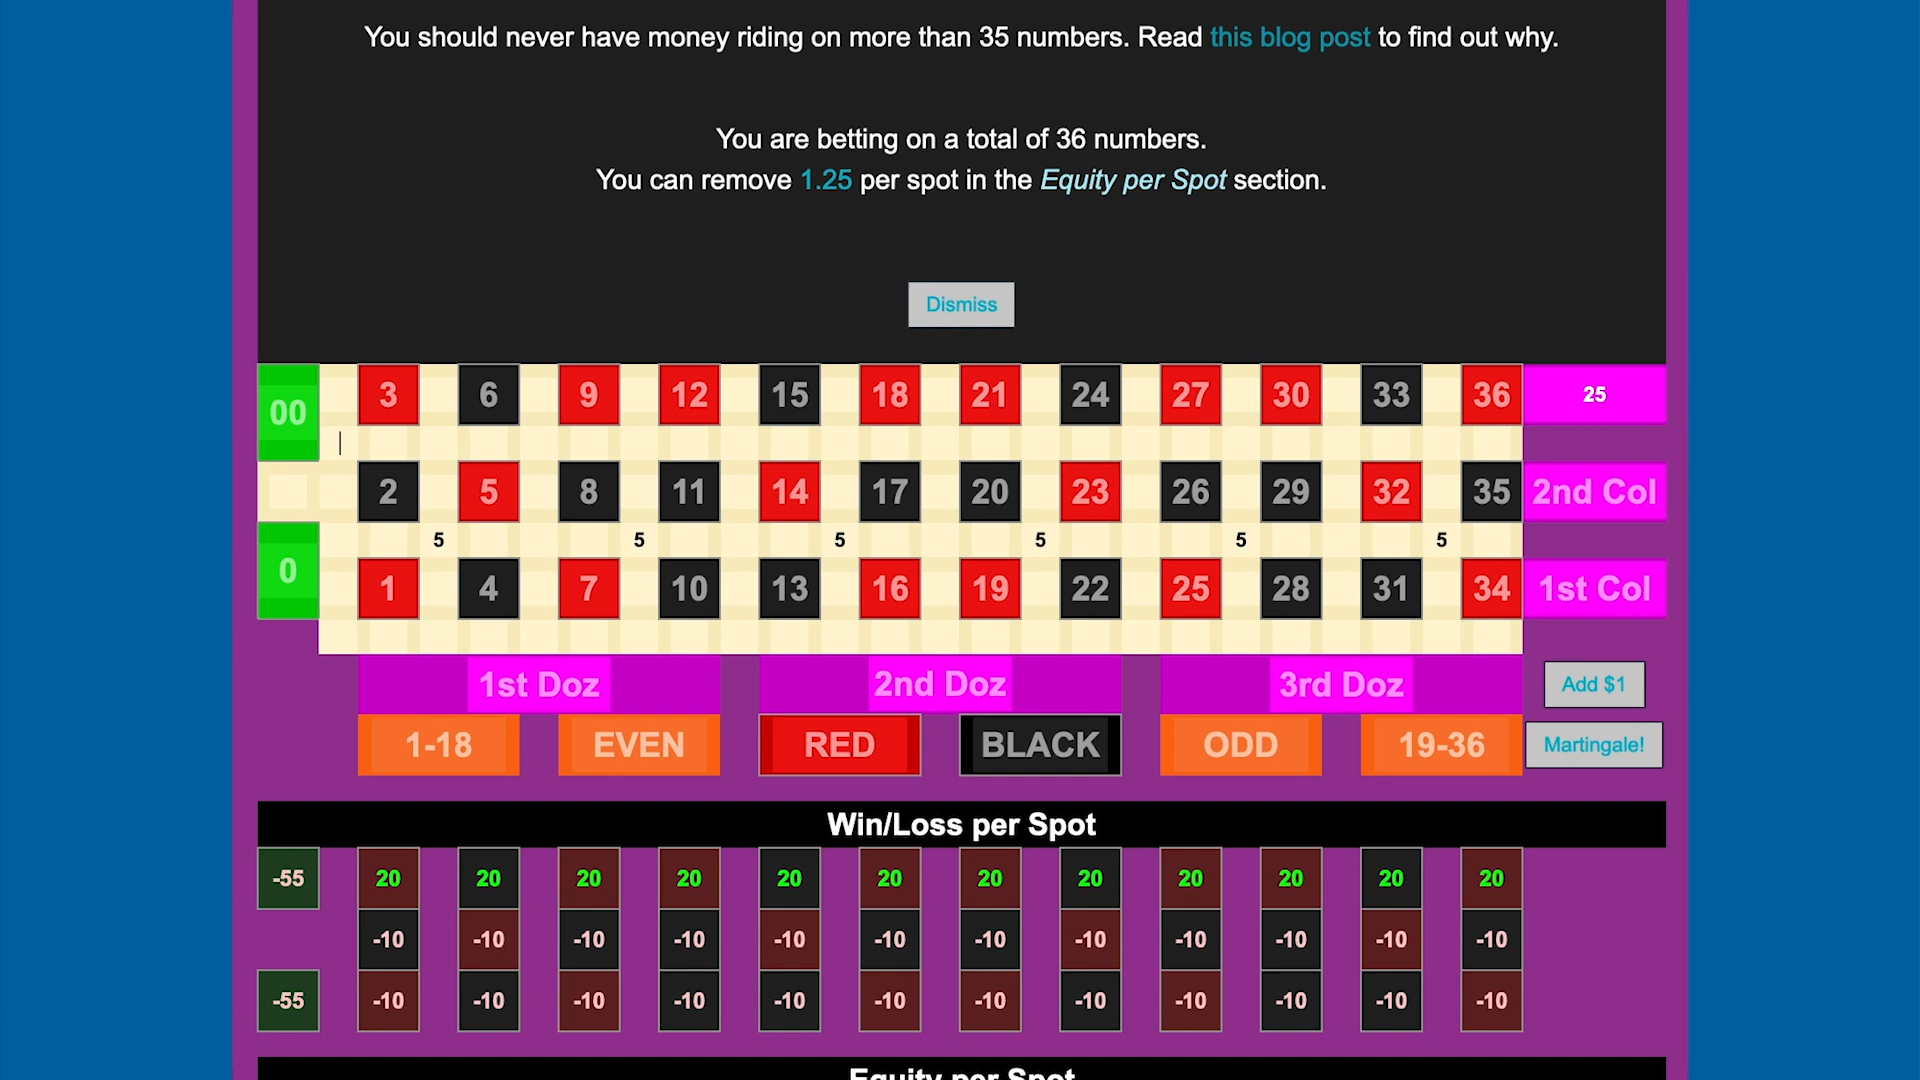 You should never have money riding on more than 35 numbers. Read this blog post to find out why.
You are betting on a total of 36 numbers.
You can remove 1.25 per spot in the Equity per Spot section.
Dismiss
00 3 6 9 12 15 18 21 24 27 30 33 36 25
2 5 8 11 14 17 20 23 26 29 32 35 2nd Col
5 5 5 5 5 5
0 1 4 7 10 13 16 19 22 25 28 31 34 1st Col
1st Doz 2nd Doz 3rd Doz Add $1
1-18 EVEN RED BLACK ODD 19-36 Martingale!
Win/Loss per Spot
-55 20 20 20 20 20 20 20 20 20 20 20 20
-10 -10 -10 -10 -10 -10 -10 -10 -10 -10 -10 -10
-55 -10 -10 -10 -10 -10 -10 -10 -10 -10 -10 -10 -10
Equity per Spot